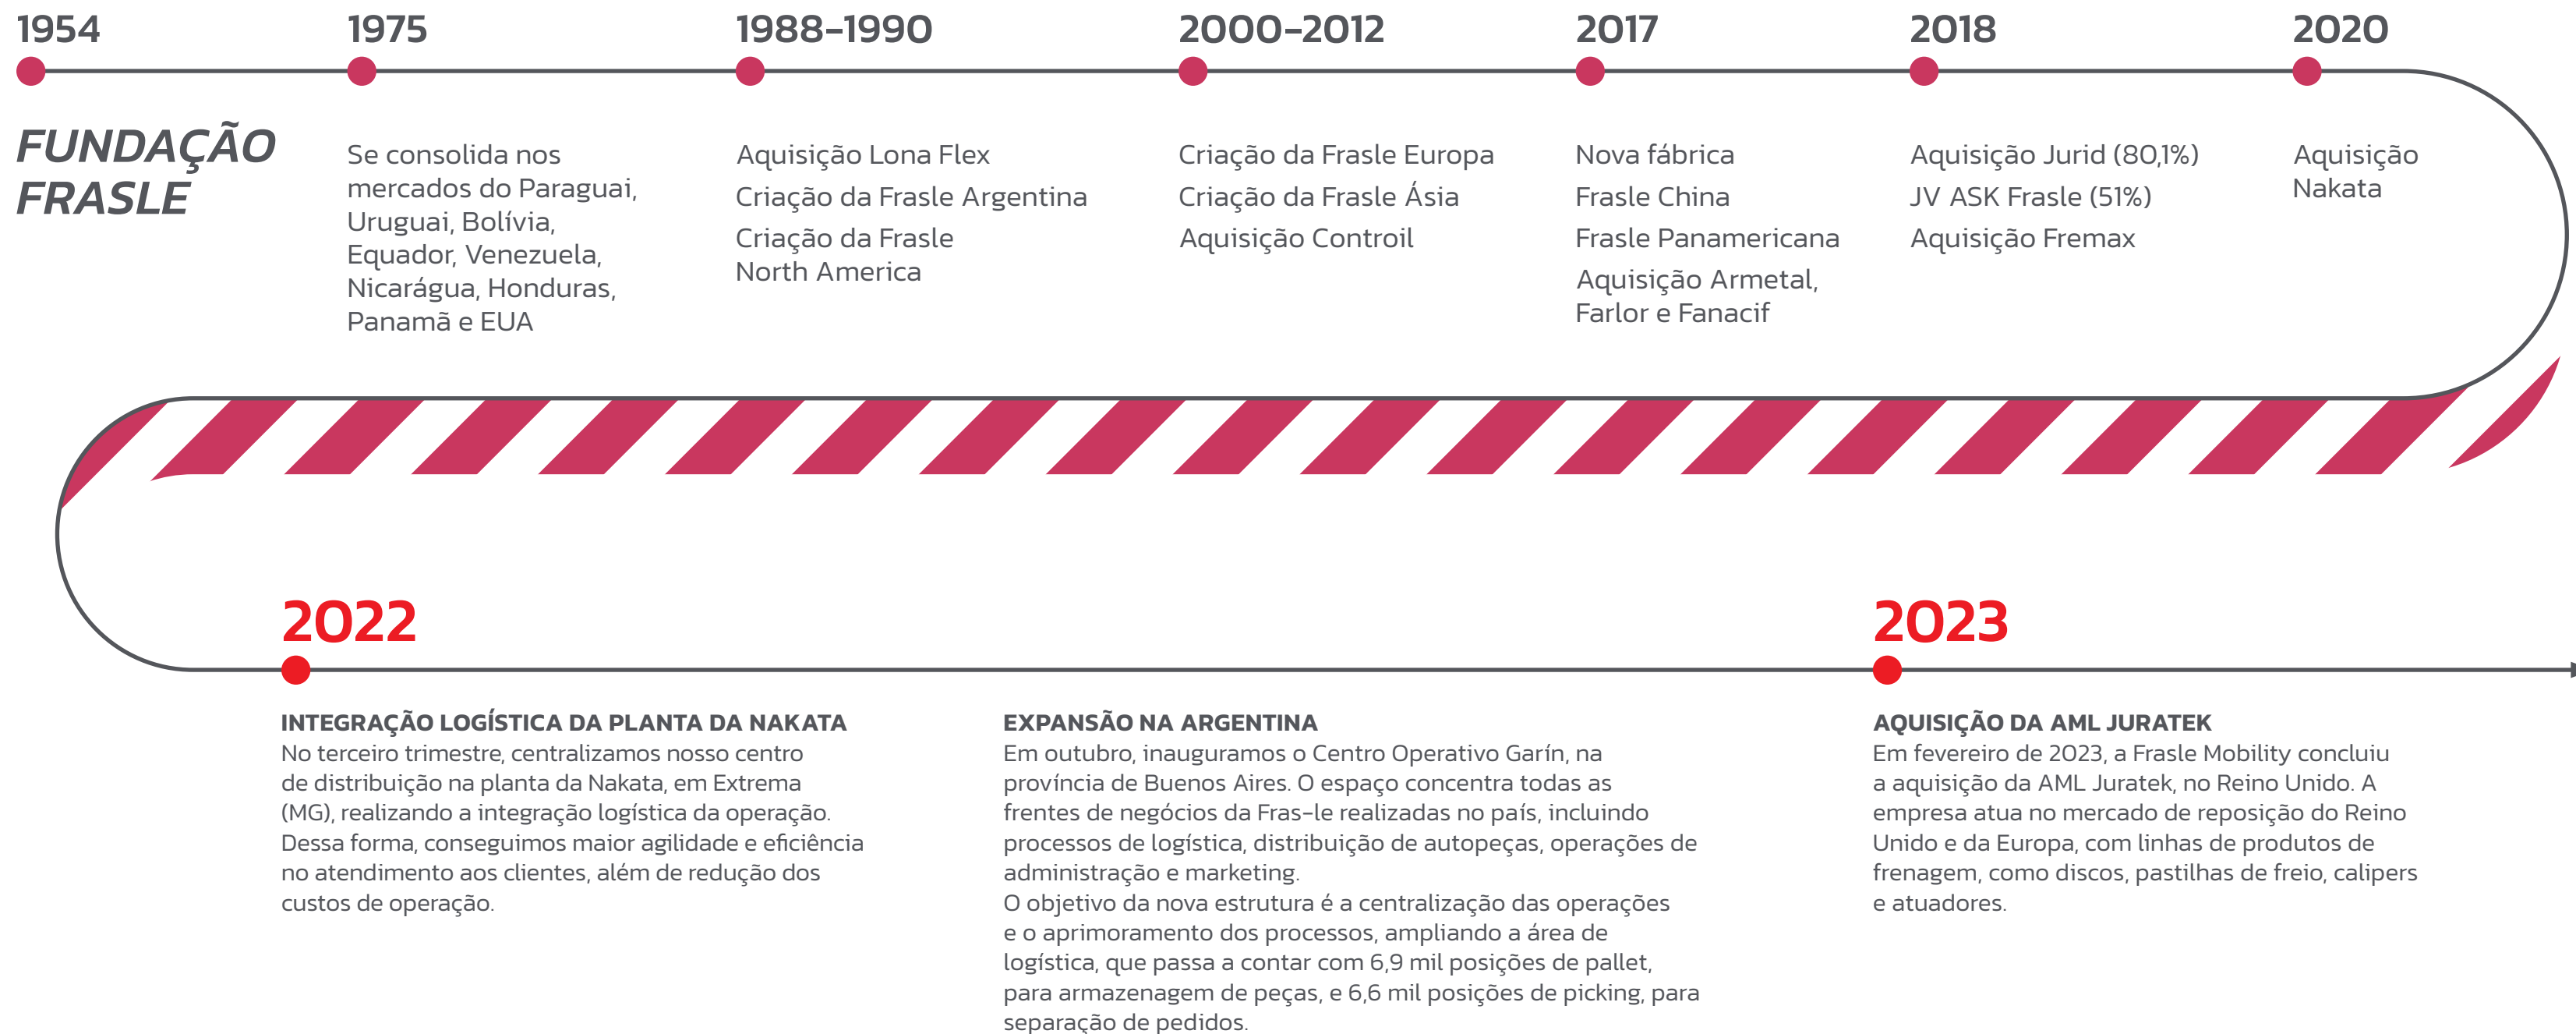 1954
FUNDAÇÃO
FRASLE
1975
Se consolida nos
mercados do Paraguai,
Uruguai, Bolívia,
Equador, Venezuela,
Nicarágua, Honduras,
Panamã e EUA
1988-1990
Aquisição Lona Flex
Criação da Frasle Argentina
Criação da Frasle
North America
2000-2012
Criação da Frasle Europa
Criação da Frasle Ásia
Aquisição Controil
2017
Nova fábrica
Frasle China
Frasle Panamericana
Aquisição Armetal,
Farlor e Fanacif
2018
Aquisição Jurid (80,1%)
JV ASK Frasle (51%)
Aquisição Fremax
2020
Aquisição
Nakata
2022
INTEGRAÇÃO LOGÍSTICA DA PLANTA DA NAKATA
No terceiro trimestre, centralizamos nosso centro
de distribuição na planta da Nakata, em Extrema
(MG), realizando a integração logística da operação.
Dessa forma, conseguimos maior agilidade e eficiência
no atendimento aos clientes, além de redução dos
custos de operação.
EXPANSÃO NA ARGENTINA
Em outubro, inauguramos o Centro Operativo Garín, na
província de Buenos Aires. O espaço concentra todas as
frentes de negócios da Fras-le realizadas no país, incluindo
processos de logística, distribuição de autopeças, operações de
administração e marketing.
O objetivo da nova estrutura é a centralização das operações
e o aprimoramento dos processos, ampliando a área de
logística, que passa a contar com 6,9 mil posições de pallet,
para armazenagem de peças, e 6,6 mil posições de picking, para
separação de pedidos.
2023
AQUISIÇÃO DA AML JURATEK
Em fevereiro de 2023, a Frasle Mobility concluiu
a aquisição da AML Juratek, no Reino Unido. A
empresa atua no mercado de reposição do Reino
Unido e da Europa, com linhas de produtos de
frenagem, como discos, pastilhas de freio, calipers
e atuadores.